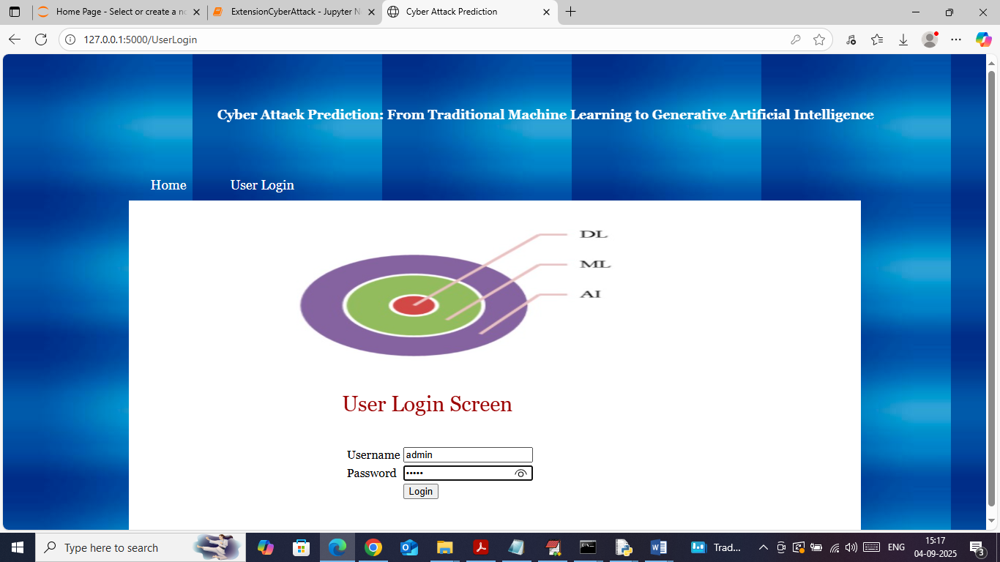 Home Page - Select or create a no
ExtensionCyberAttack - Jupyter N
Cyber Attack Prediction
127.0.0.1:5000/UserLogin
Cyber Attack Prediction: From Traditional Machine Learning to Generative Artificial Intelligence
Home User Login
DL
ML
AI
User Login Screen
Username admin
Password •••••
Login
Type here to search
Trad...
ENG
15:17
04-09-2025
3